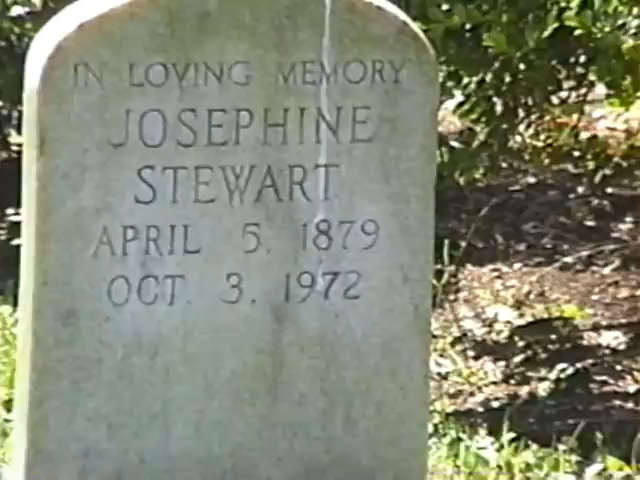 IN LOVING MEMORY
JOSEPHINE
STEWART
APRIL 5, 1879
OCT. 3, 1972